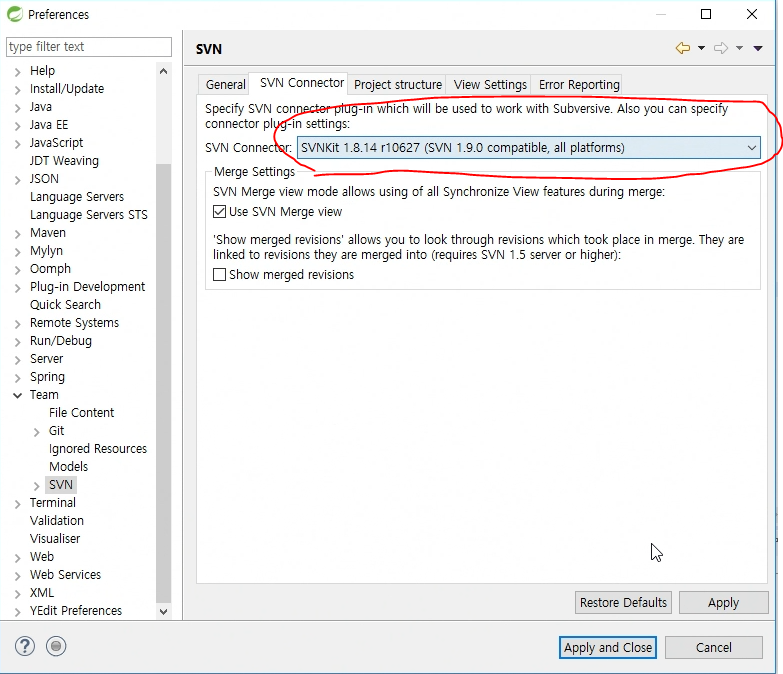 Preferences
type filter text
Help
Install/Update
Java
Java EE
JavaScript
JDT Weaving
JSON
Language Servers
Language Servers STS
Maven
Mylyn
Oomph
Plug-in Development
Quick Search
Remote Systems
Run/Debug
Server
Spring
Team
File Content
Git
Ignored Resources
Models
SVN
Terminal
Validation
Visualiser
Web
Web Services
XML
YEdit Preferences
SVN
General SVN Connector Project structure View Settings Error Reporting
Specify SVN connector plug-in which will be used to work with Subversive. Also you can specify
connector plug-in settings:
SVN Connector: SVNKit 1.8.14 r10627 (SVN 1.9.0 compatible, all platforms)
Merge Settings
SVN Merge view mode allows using of all Synchronize View features during merge:
Use SVN Merge view
'Show merged revisions' allows you to look through revisions which took place in merge. They are
linked to revisions they are merged into (requires SVN 1.5 server or higher):
Show merged revisions
Restore Defaults Apply
Apply and Close Cancel